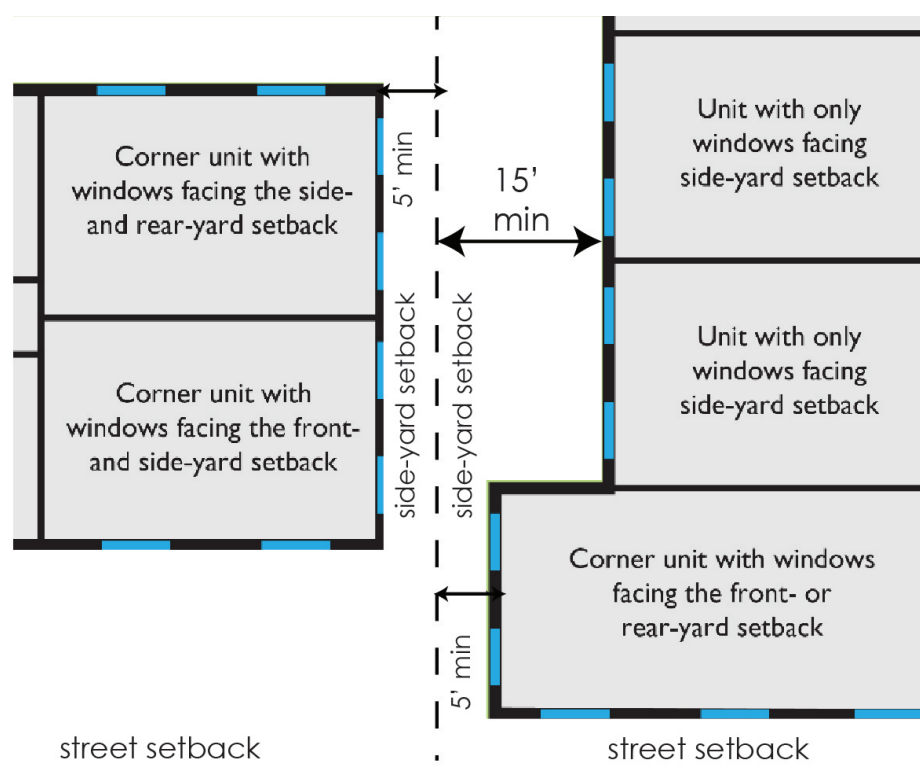 Corner unit with
windows facing the side-
and rear-yard setback
5' min
15'
min
Unit with only
windows facing
side-yard setback
Corner unit with
windows facing the front-
and side-yard setback
side-yard setback
side-yard setback
Unit with only
windows facing
side-yard setback
Corner unit with windows
facing the front- or
rear-yard setback
5' min
street setback
street setback